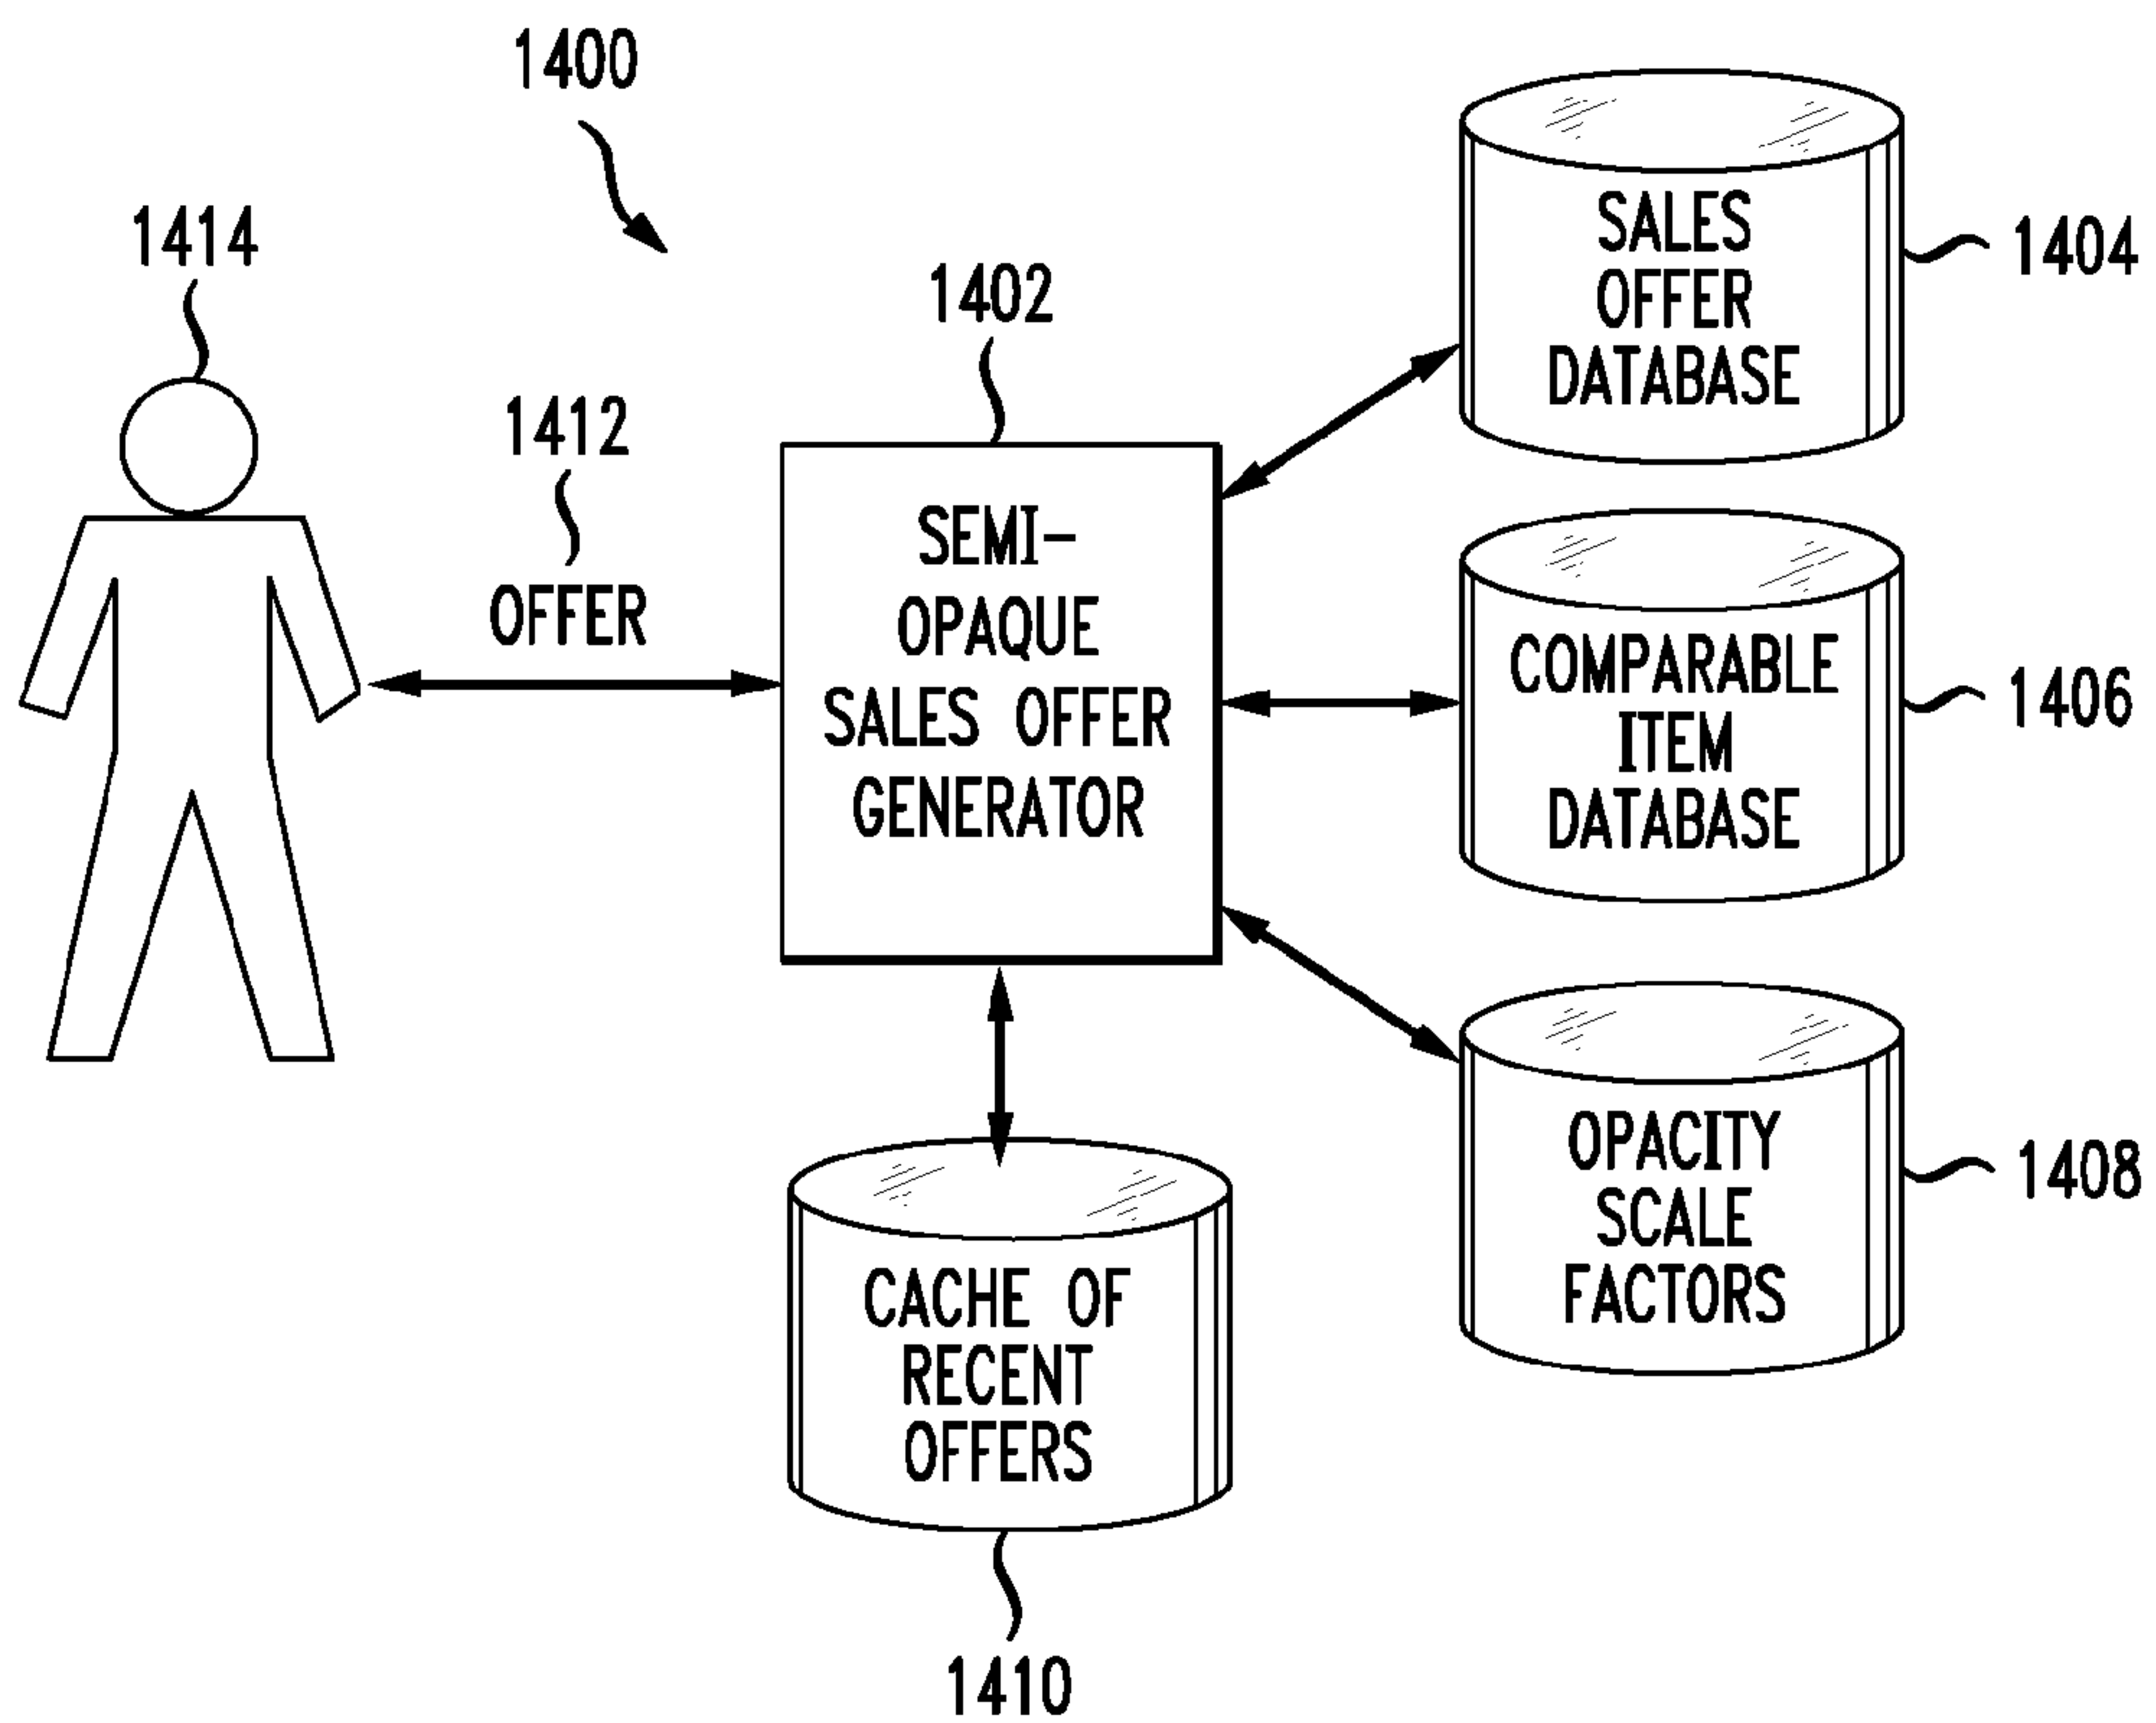 1400
1414
1412
OFFER
1402
SEMI-
OPAQUE
SALES OFFER
GENERATOR
SALES
OFFER
DATABASE
1404
COMPARABLE
ITEM
DATABASE
1406
OPACITY
SCALE
FACTORS
1408
CACHE OF
RECENT
OFFERS
1410